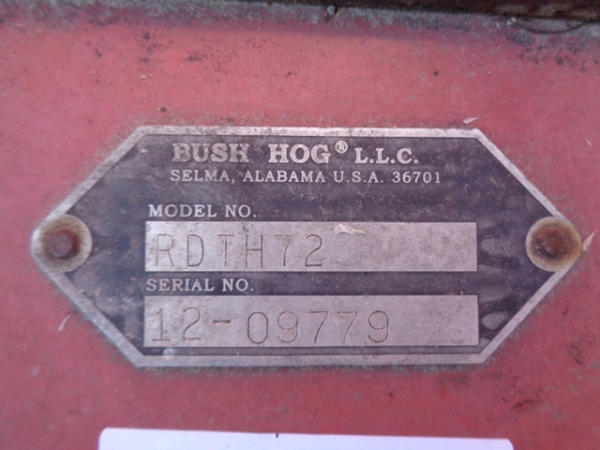 BUSH HOG® L.L.C.
SELMA, ALABAMA U.S.A. 36701
MODEL NO.
RDTH72
SERIAL NO.
12-09779